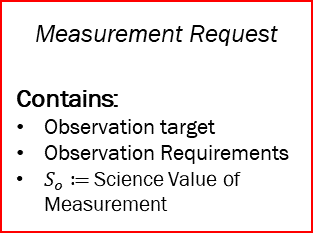 Measurement Request
Contains:
• Observation target
• Observation Requirements
• Sₒ := Science Value of
Measurement